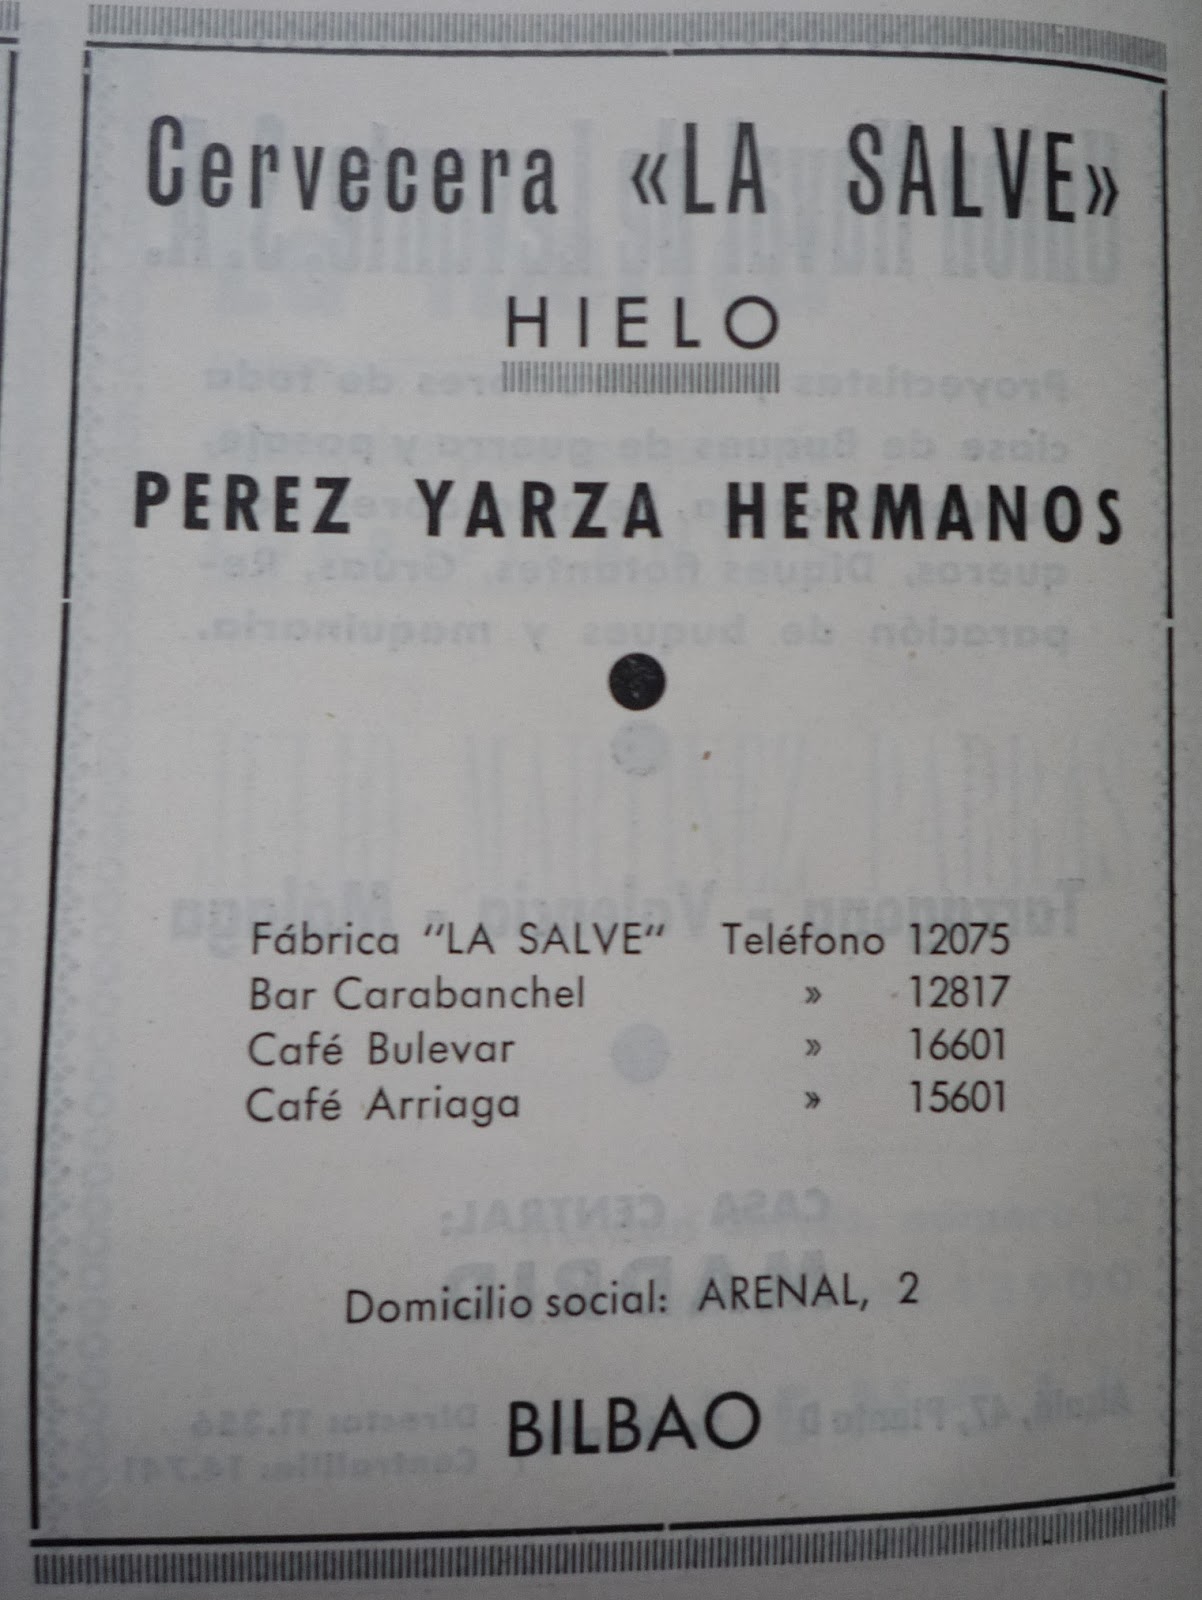 Cervecera «LA SALVE»
HIELO
PEREZ YARZA HERMANOS
Fábrica "LA SALVE" Teléfono 12075
Bar Carabanchel » 12817
Café Bulevar » 16601
Café Arriaga » 15601
Domicilio social: ARENAL, 2
BILBAO